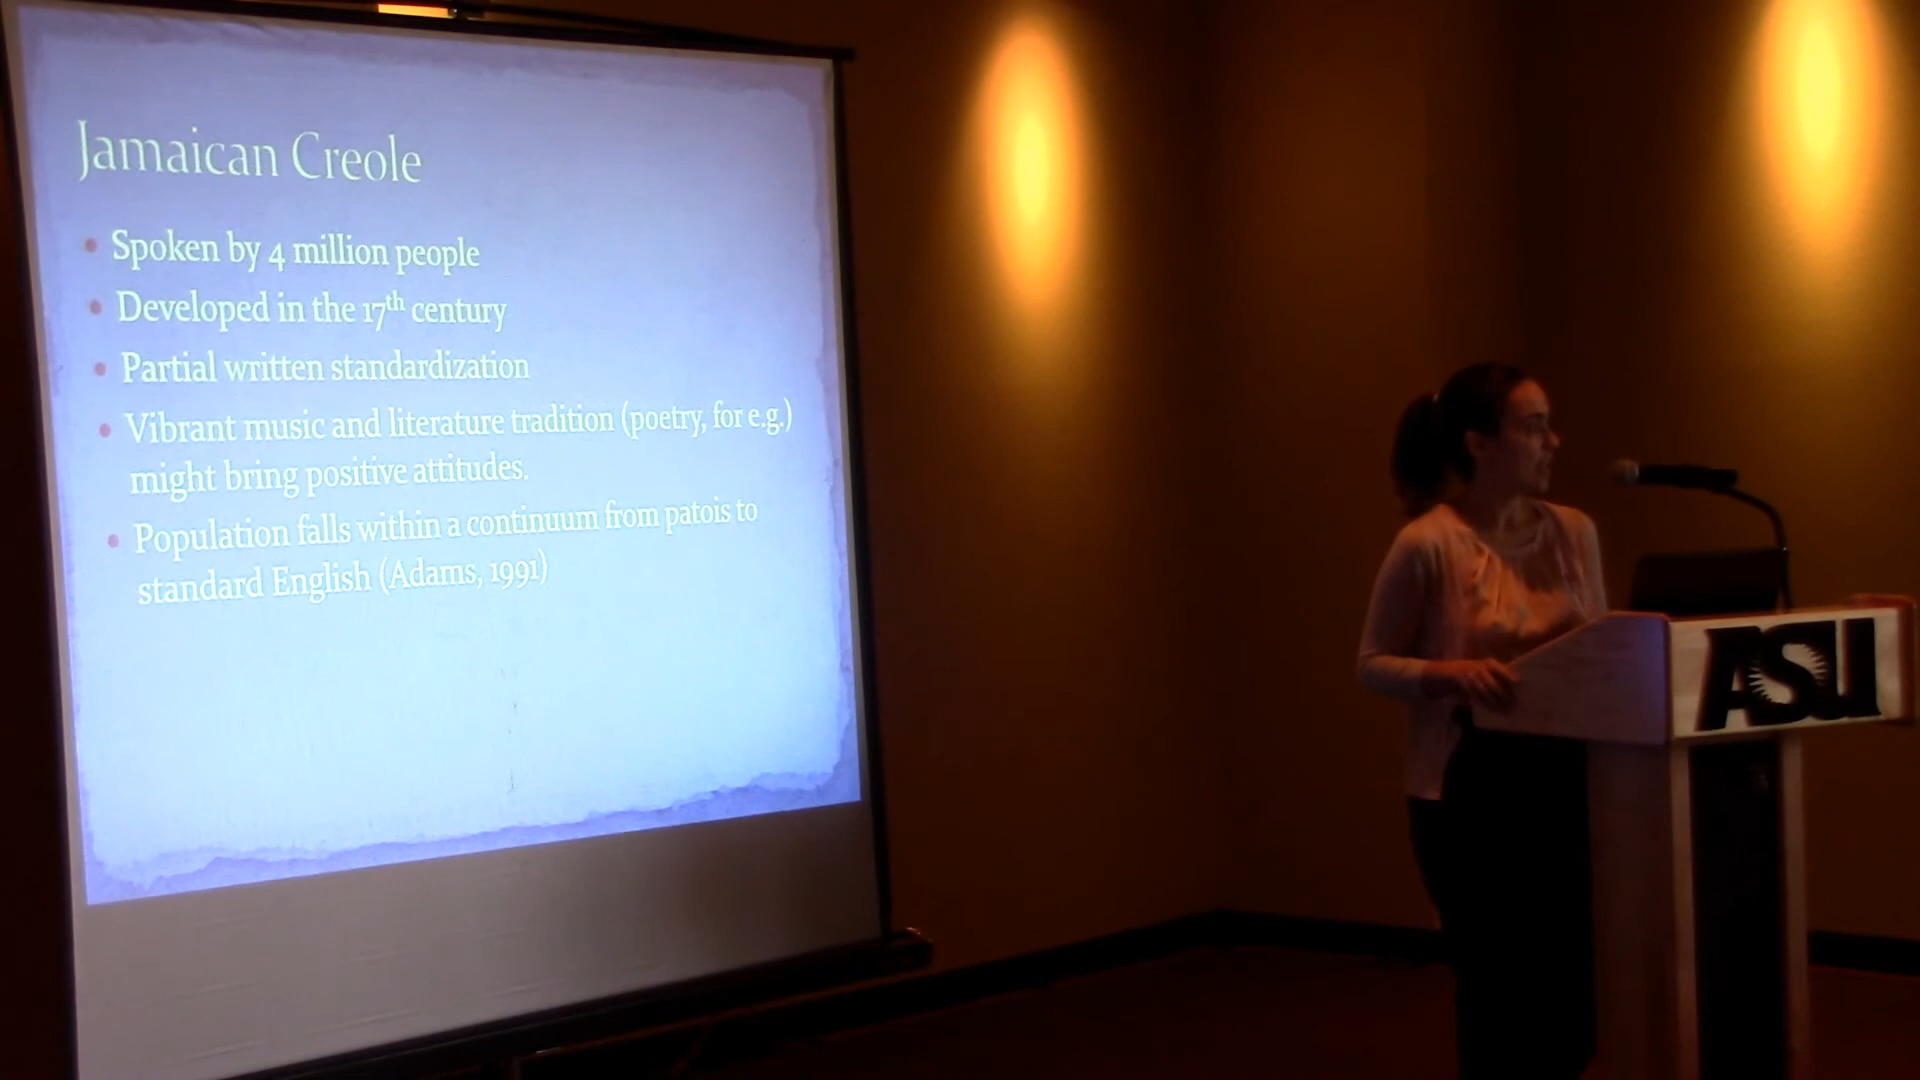 Jamaican Creole
• Spoken by 4 million people
• Developed in the 17th century
• Partial written standardization
• Vibrant music and literature tradition (poetry, for e.g.)
might bring positive attitudes.
• Population falls within a continuum from patois to
standard English (Adams, 1991)
ASU